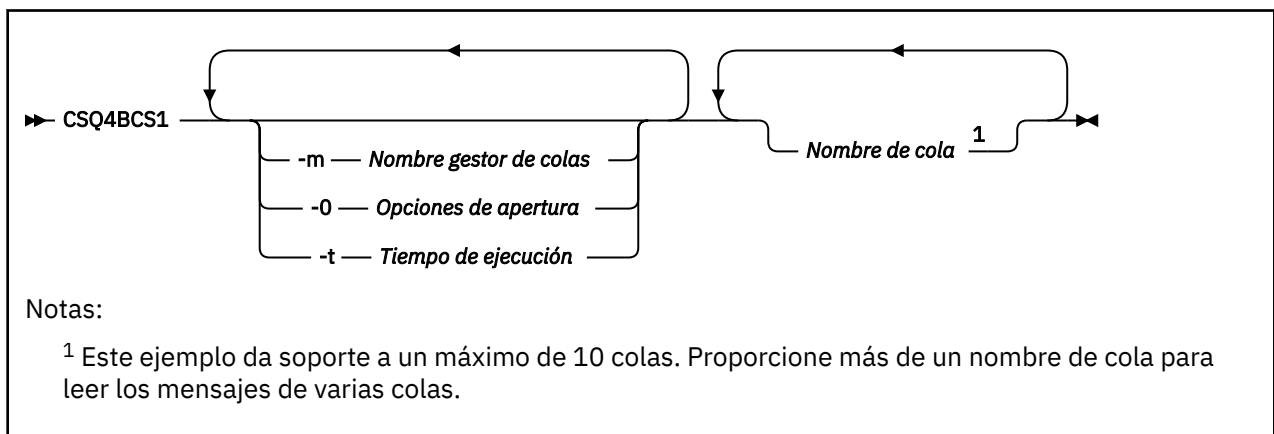 CSQ4BCS1
-m Nombre gestor de colas
-0 Opciones de apertura
-t Tiempo de ejecución
Nombre de cola 1
Notas:
1 Este ejemplo da soporte a un máximo de 10 colas. Proporcione más de un nombre de cola para
leer los mensajes de varias colas.